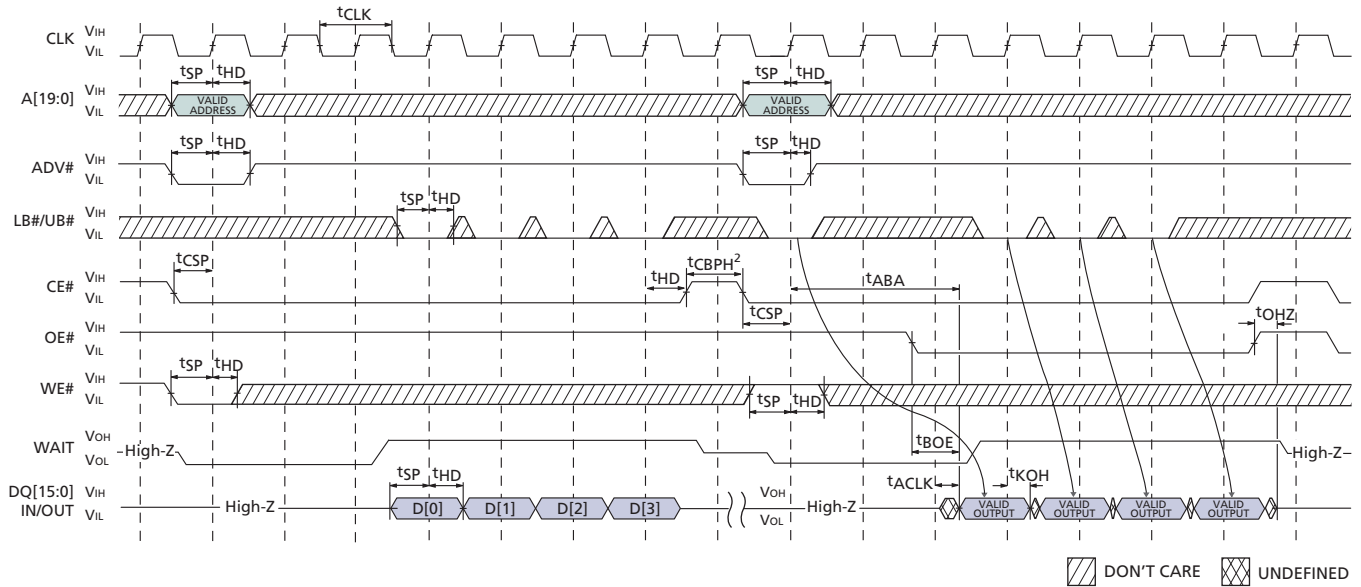 tCLK
CLK VIH
VIL
tSP tHD tSP tHD
A[19:0] VIH
VIL
VALID ADDRESS
VALID ADDRESS
tSP tHD tSP tHD
ADV# VIH
VIL
tSP tHD
LB#/UB# VIH
VIL
tCSP tHD tCBPH2 tABA
CE# VIH
VIL
tCSP tOHZ
OE# VIH
VIL
tSP tHD
WE# VIH
VIL
tSP tHD
WAIT VOH
VOL
High-Z
tBOE
High-Z
tSP tHD tACLK tKOH
DQ[15:0] VIH
IN/OUT VIL
High-Z
D[0] D[1] D[2] D[3]
VOH
VOL
High-Z
VALID OUTPUT
VALID OUTPUT
VALID OUTPUT
VALID OUTPUT
DON'T CARE UNDEFINED